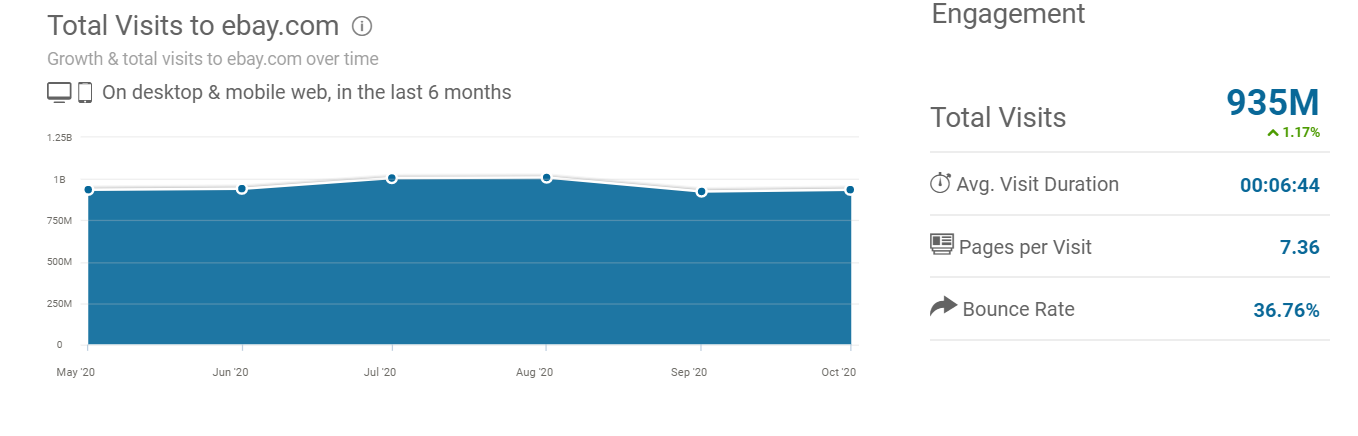 Total Visits to ebay.com
Growth & total visits to ebay.com over time
On desktop & mobile web, in the last 6 months
1.25B
1B
750M
500M
250M
0
May '20 Jun '20 Jul '20 Aug '20 Sep '20 Oct '20
Engagement
Total Visits 935M
1.17%
Avg. Visit Duration 00:06:44
Pages per Visit 7.36
Bounce Rate 36.76%